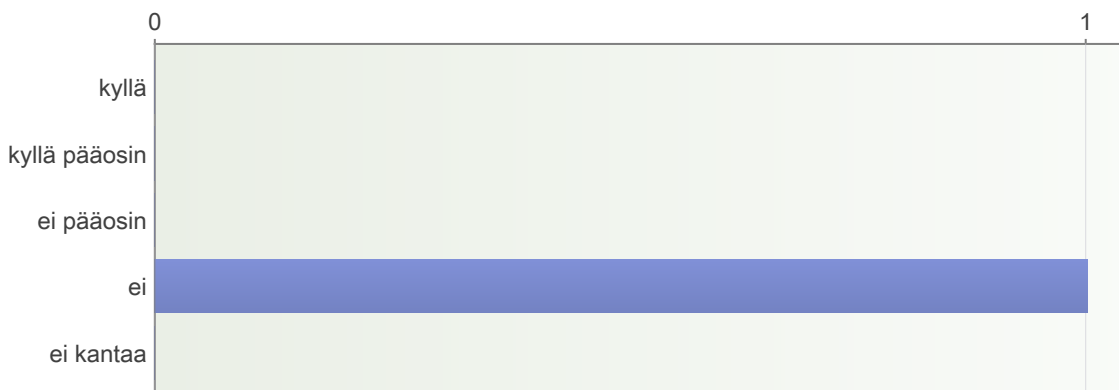 0 1
kyllä
kyllä pääosin
ei pääosin
ei
ei kantaa